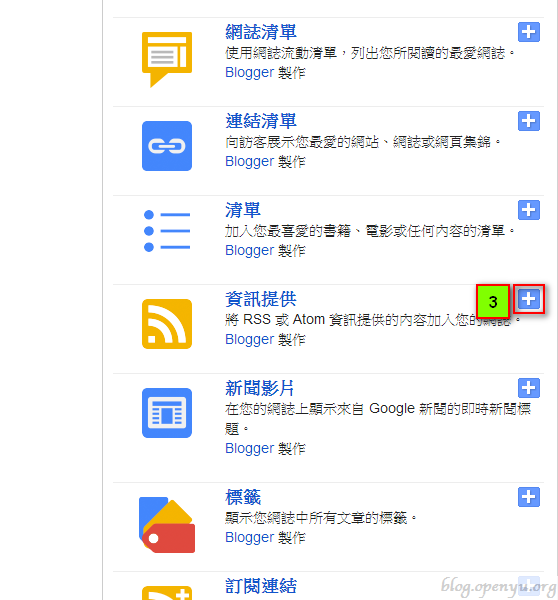 網誌清單
使用網誌流動清單，列出您所閱讀的最愛網誌。
Blogger 製作
連結清單
向訪客展示您最愛的網站、網誌或網頁集錦。
Blogger 製作
清單
加入您最喜愛的書籍、電影或任何內容的清單。
Blogger 製作
資訊提供
3
將 RSS 或 Atom 資訊提供的內容加入您的網誌。
Blogger 製作
新聞影片
在您的網誌上顯示來自 Google 新聞的即時新聞標
題。
Blogger 製作
標籤
顯示您網誌中所有文章的標籤。
Blogger 製作
訂閱連結
blog.openyu.org